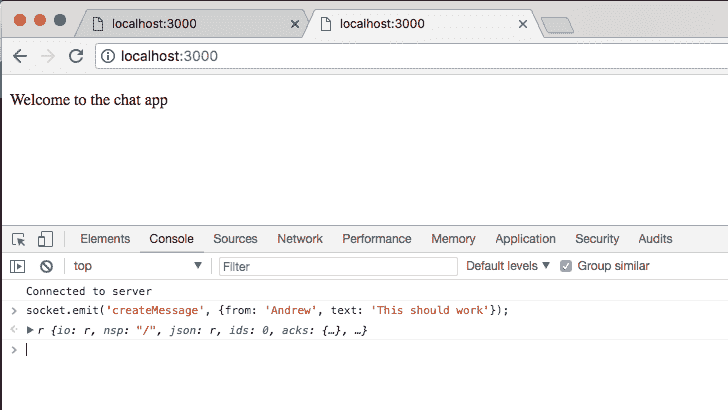 localhost:3000 localhost:3000
localhost:3000
Welcome to the chat app
Elements Console Sources Network Performance Memory Application Security Audits
top Filter Default levels Group similar
Connected to server
socket.emit('createMessage', {from: 'Andrew', text: 'This should work'});
r {io: r, nsp: "/", json: r, ids: 0, acks: {…}, …}